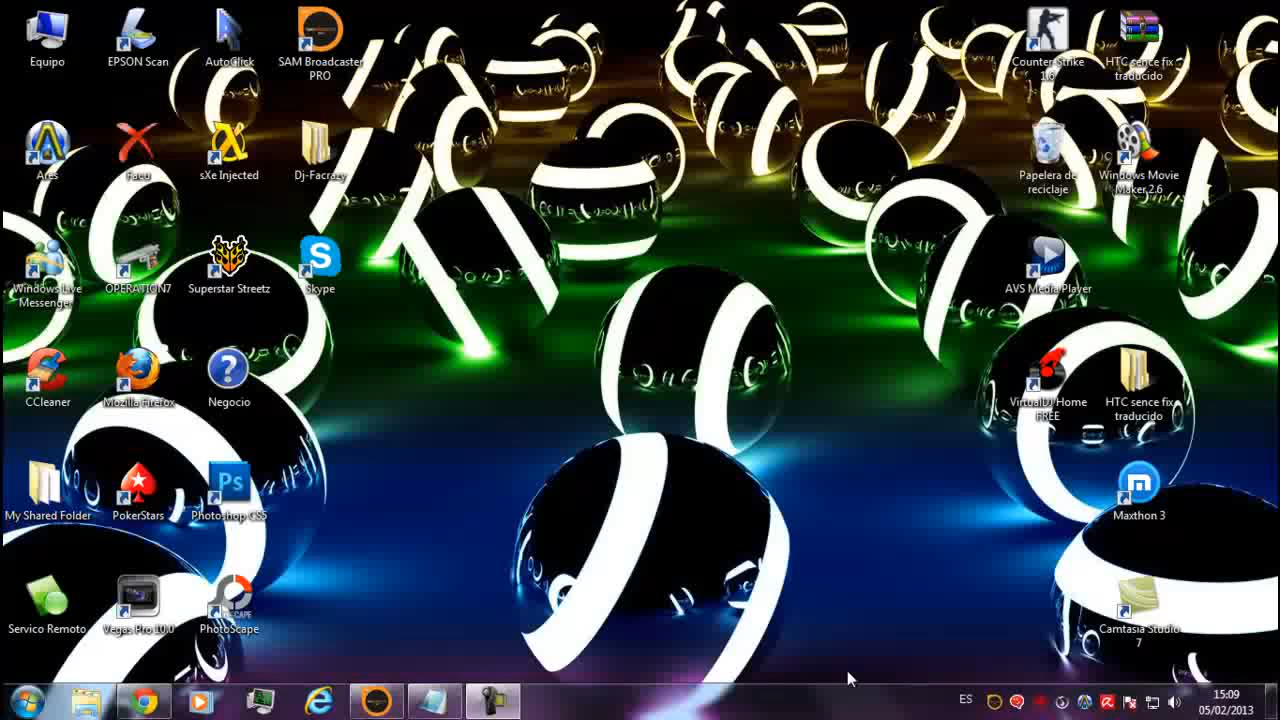 Equipo
EPSON Scan
AutoClick
SAM Broadcaster
PRO
Counter-Strike
1.6
HTC sence fix
traducido
Ares
Facu
sXe Injected
Dj-Facrazy
Papelera de
reciclaje
Windows Movie
Maker 2.6
Windows Live
Messenger
OPERATION7
Superstar Streetz
S
Skype
AVS Media Player
CCleaner
Mozilla Firefox
?
Negocio
VirtualDJ Home
FREE
HTC sence fix
traducido
My Shared Folder
PokerStars
Ps
Photoshop CS5
m
Maxthon 3
Servico Remoto
Vegas Pro 10.0
PhotoScape
Camtasia Studio
7
ES
15:09
05/02/2013